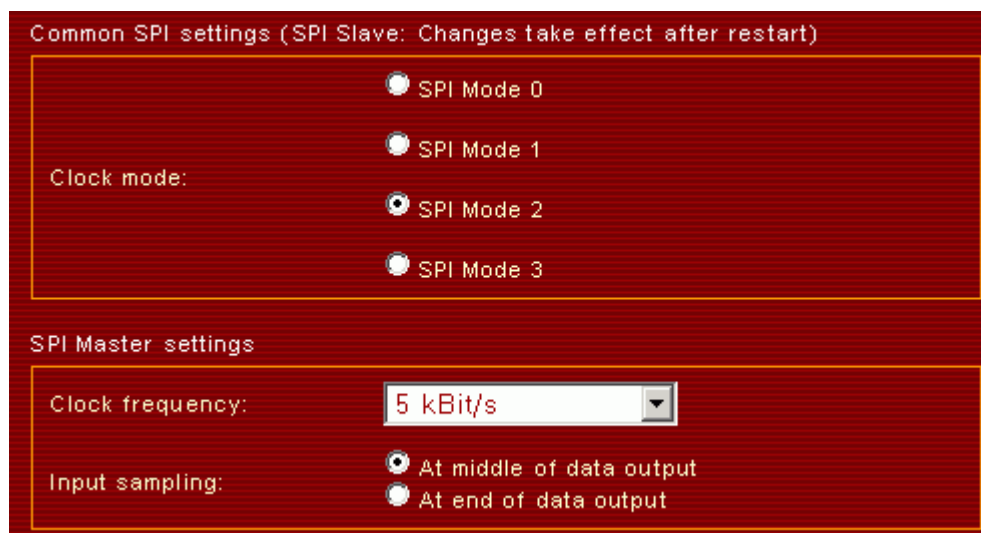 Common SPI settings (SPI Slave: Changes take effect after restart)
SPI Mode 0
SPI Mode 1
Clock mode:
SPI Mode 2
SPI Mode 3
SPI Master settings
Clock frequency: 5 kBit/s
At middle of data output
Input sampling:
At end of data output